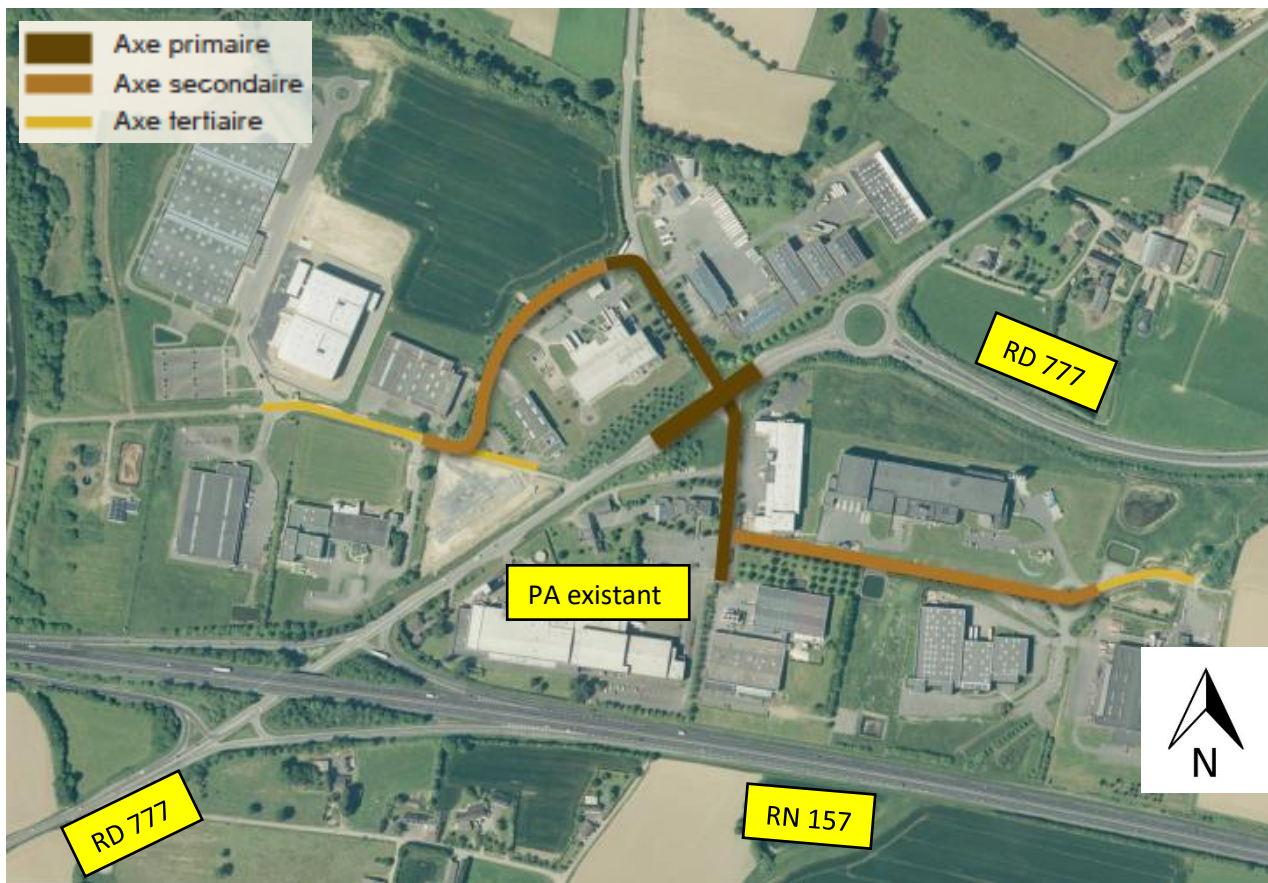 Axe primaire
Axe secondaire
Axe tertiaire
RD 777
PA existant
N
RD 777
RN 157